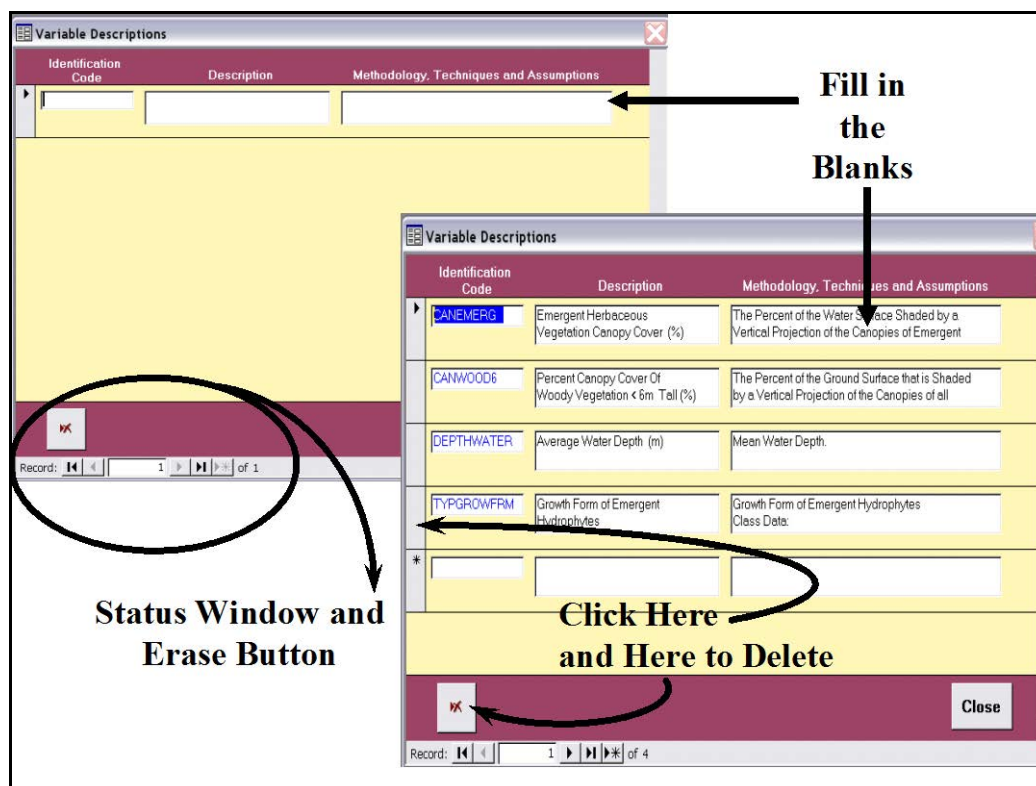 Variable Descriptions
Identification
Code
Description
Methodology, Techniques and Assumptions
Fill in
the
Blanks
Record: 1 of 1
Status Window and
Erase Button
Variable Descriptions
Identification
Code
Description
Methodology, Techniques and Assumptions
CANEMERG
Emergent Herbaceous
Vegetation Canopy Cover (%)
The Percent of the Water Surface Shaded by a
Vertical Projection of the Canopies of Emergent
CANWOOD6
Percent Canopy Cover Of
Woody Vegetation < 6m Tall (%)
The Percent of the Ground Surface that is Shaded
by a Vertical Projection of the Canopies of all
DEPTHWATER
Average Water Depth (m)
Mean Water Depth.
TYPGROWFRM
Growth Form of Emergent
Hydrophytes
Growth Form of Emergent Hydrophytes
Class Data:
Click Here
and Here to Delete
Close
Record: 1 of 4